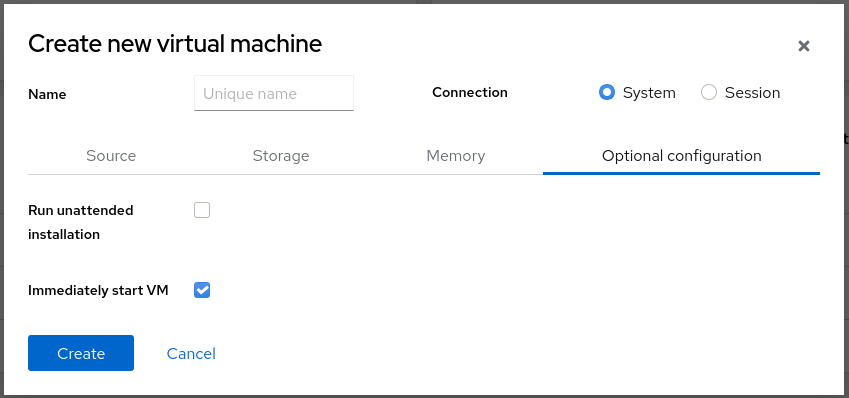 Create new virtual machine
Name
Unique name
Connection
System
Session
Source
Storage
Memory
Optional configuration
Run unattended
installation
Immediately start VM
Create
Cancel